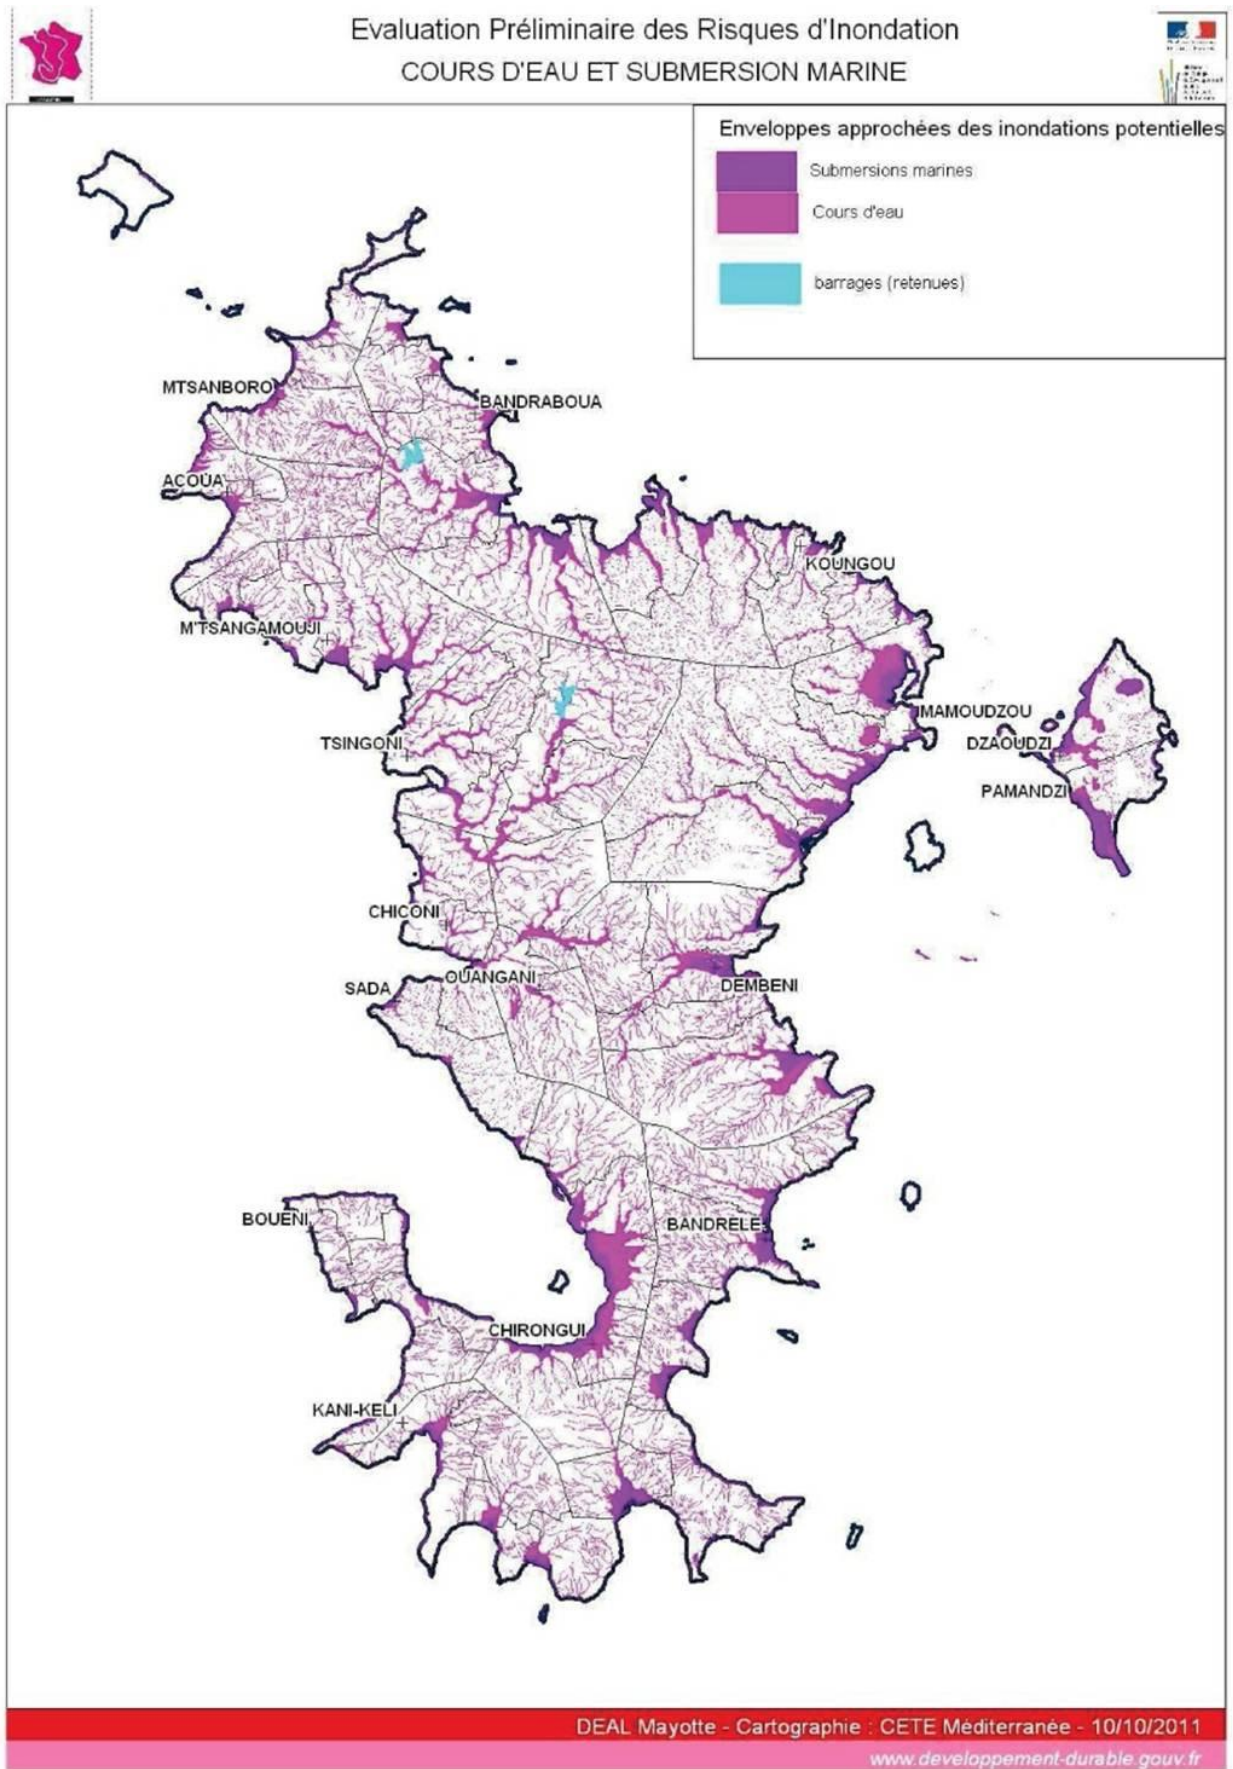 Evaluation Préliminaire des Risques d'Inondation
COURS D'EAU ET SUBMERSION MARINE
Enveloppes approchées des inondations potentielles
Submersions marines
Cours d'eau
barrages (retenues)
MTSANBORO
BANDRABOUA
ACOUA
KOUNGOU
M'TSANGAMOUJI
MAMOUDZOU
TSINGONI
DZAOUDZI
PAMANDZI
CHICONI
OUANGANI
SADA
DEMBENI
BOUENI
BANDRELE
CHIRONGUI
KANI-KELI
DEAL Mayotte - Cartographie : CETE Méditerranée - 10/10/2011
www.developpement-durable.gouv.fr